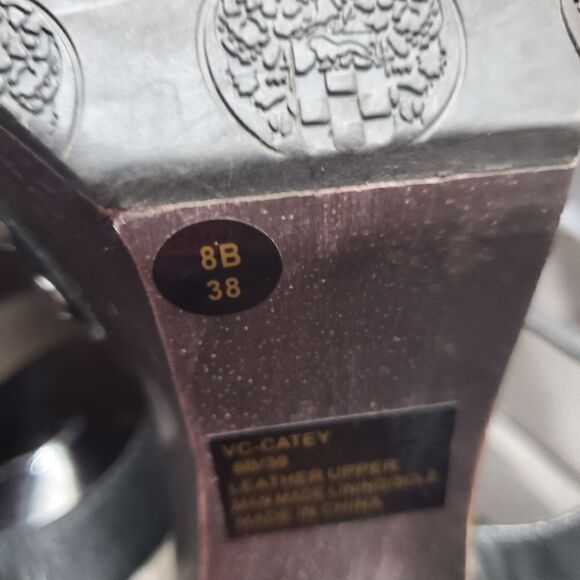 8B
38
VC-CATEY
8B/38
LEATHER UPPER
MAN MADE LINING/SOLE
MADE IN CHINA